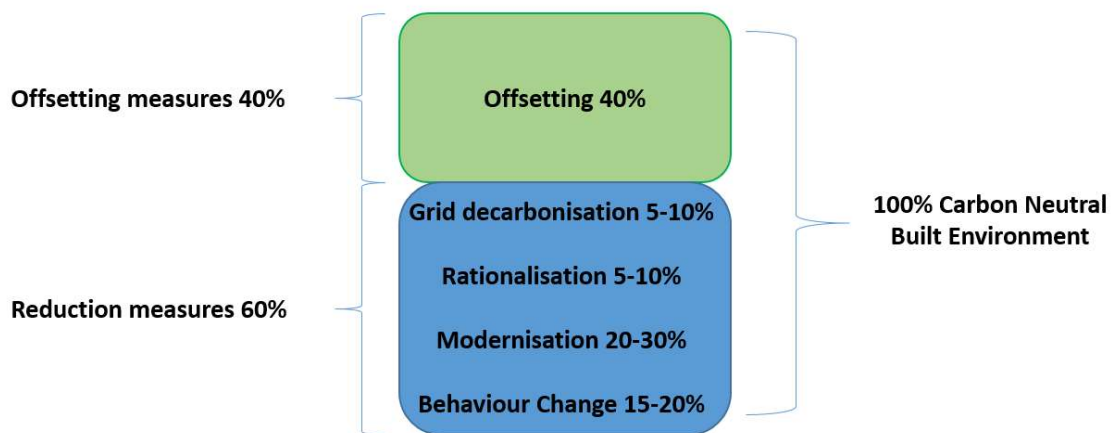 Offsetting measures 40%
Offsetting 40%
Grid decarbonisation 5-10%
Rationalisation 5-10%
Reduction measures 60%
Modernisation 20-30%
Behaviour Change 15-20%
100% Carbon Neutral
Built Environment